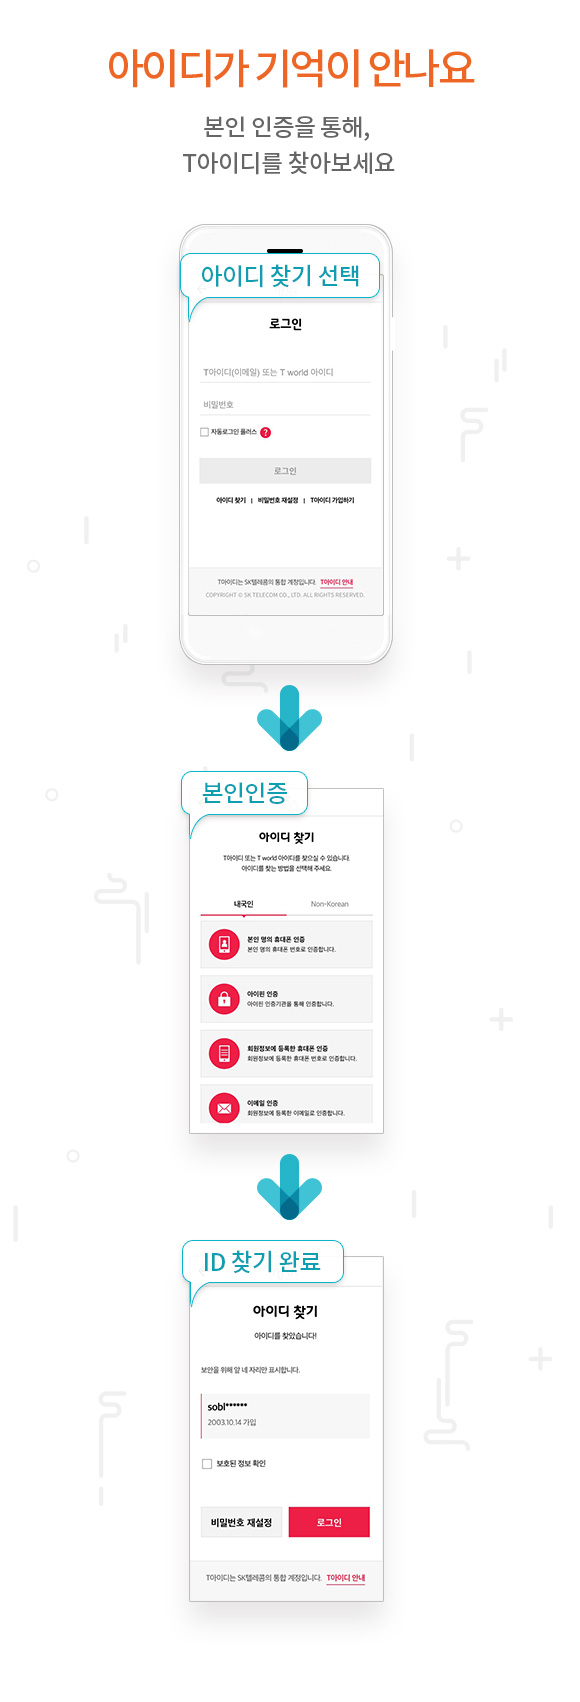 아이디가 기억이 안나요
본인 인증을 통해,
T아이디를 찾아보세요
아이디 찾기 선택
로그인
T아이디(이메일) 또는 T world 아이디
비밀번호
자동로그인 플러스 ?
로그인
아이디 찾기 | 비밀번호 재설정 | T아이디 가입하기
T아이디는 SK텔레콤의 통합 계정입니다. T아이디 안내
COPYRIGHT © SK TELECOM CO., LTD. ALL RIGHTS RESERVED.
본인인증
아이디 찾기
T아이디 또는 T world 아이디를 찾으실 수 있습니다.
아이디를 찾는 방법을 선택해 주세요.
내국인 Non-Korean
본인 명의 휴대폰 인증
본인 명의 휴대폰 번호로 인증합니다.
아이핀 인증
아이핀 인증기관을 통해 인증합니다.
회원정보에 등록한 휴대폰 인증
회원정보에 등록한 휴대폰 번호로 인증합니다.
이메일 인증
회원정보에 등록한 이메일로 인증합니다.
ID 찾기 완료
아이디 찾기
아이디를 찾았습니다!
보안을 위해 앞 네 자리만 표시합니다.
sobl******
2003.10.14 가입
보호된 정보 확인
비밀번호 재설정 로그인
T아이디는 SK텔레콤의 통합 계정입니다. T아이디 안내